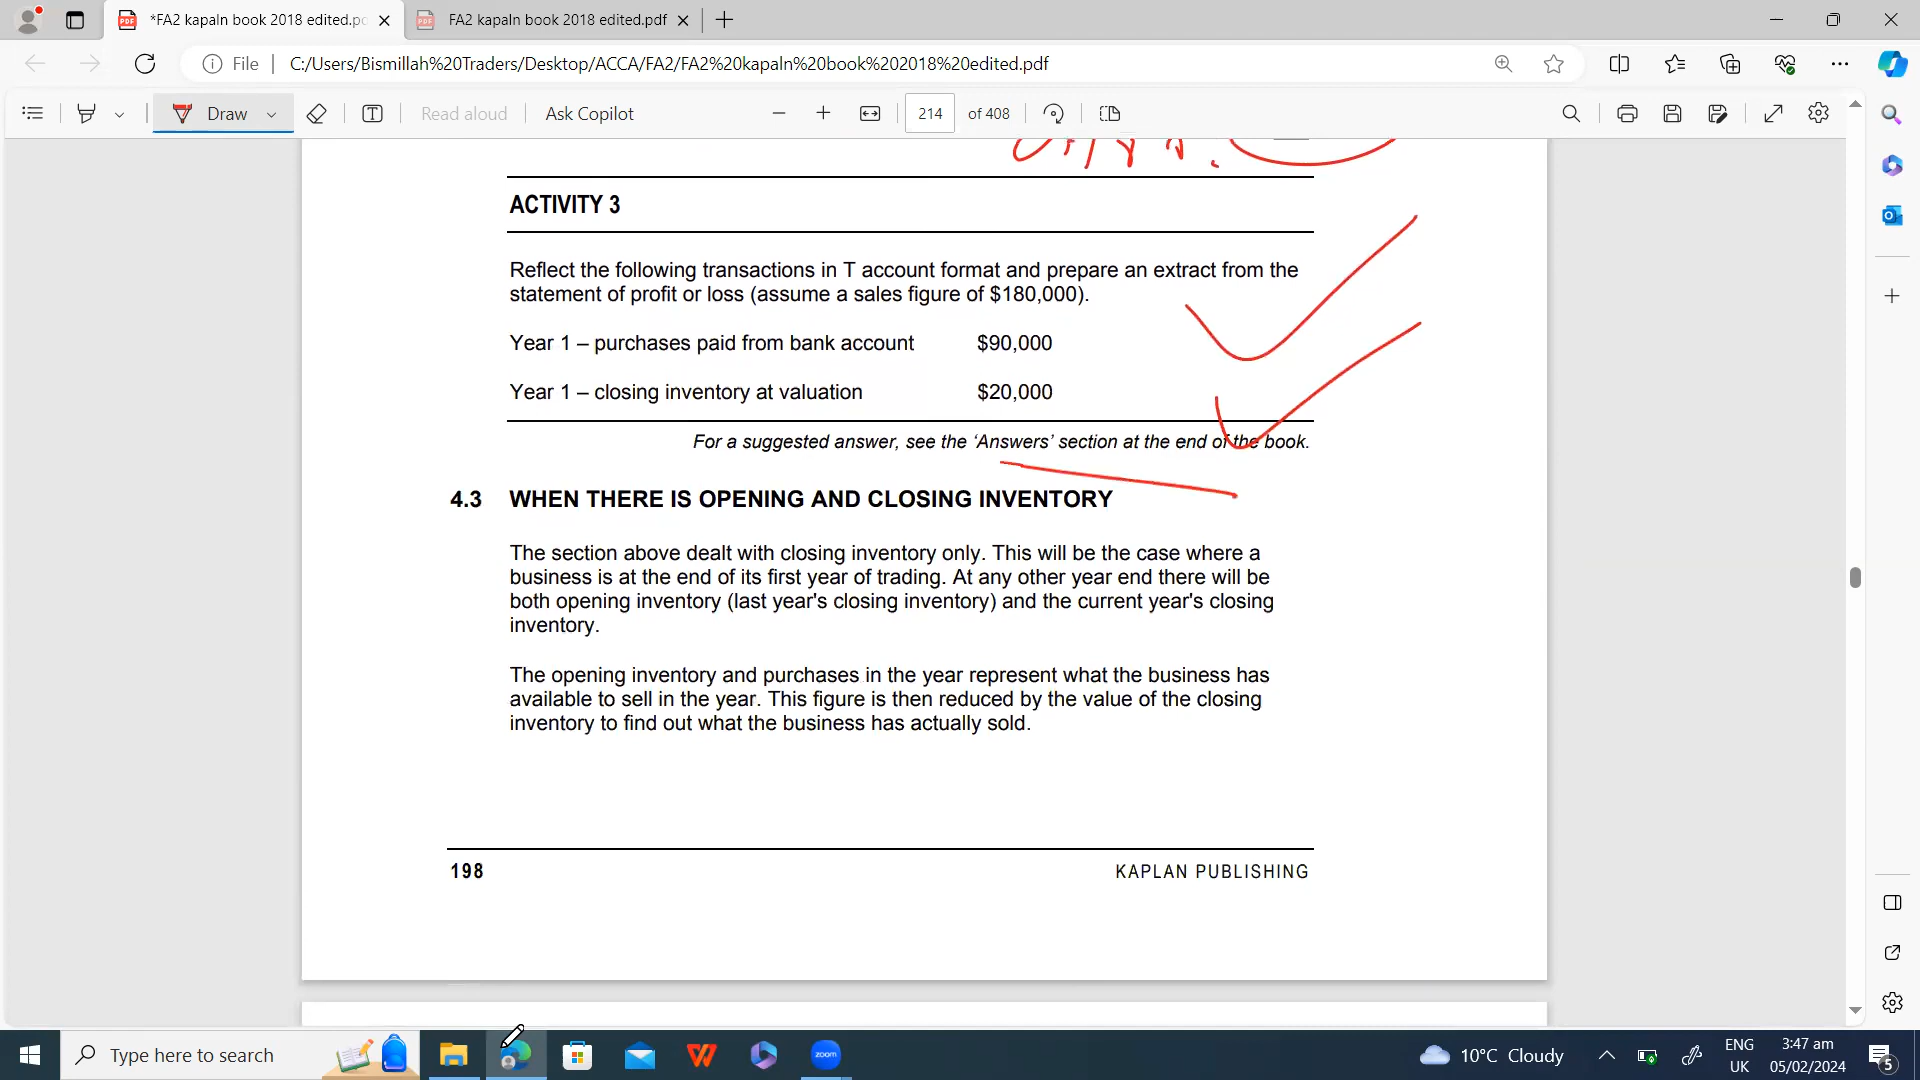 *FA2 kapaln book 2018 edited.pd
FA2 kapaln book 2018 edited.pdf
File
C:/Users/Bismillah%20Traders/Desktop/ACCA/FA2/FA2%20kapaln%20book%202018%20edited.pdf
Draw
Read aloud
Ask Copilot
214
of 408
ACTIVITY 3
Reflect the following transactions in T account format and prepare an extract from the
statement of profit or loss (assume a sales figure of $180,000).
Year 1 – purchases paid from bank account $90,000
Year 1 – closing inventory at valuation $20,000
For a suggested answer, see the ‘Answers’ section at the end of the book.
4.3 WHEN THERE IS OPENING AND CLOSING INVENTORY
The section above dealt with closing inventory only. This will be the case where a
business is at the end of its first year of trading. At any other year end there will be
both opening inventory (last year's closing inventory) and the current year's closing
inventory.
The opening inventory and purchases in the year represent what the business has
available to sell in the year. This figure is then reduced by the value of the closing
inventory to find out what the business has actually sold.
198
KAPLAN PUBLISHING
Type here to search
zoom
10°C Cloudy
ENG
UK
3:47 am
05/02/2024
5